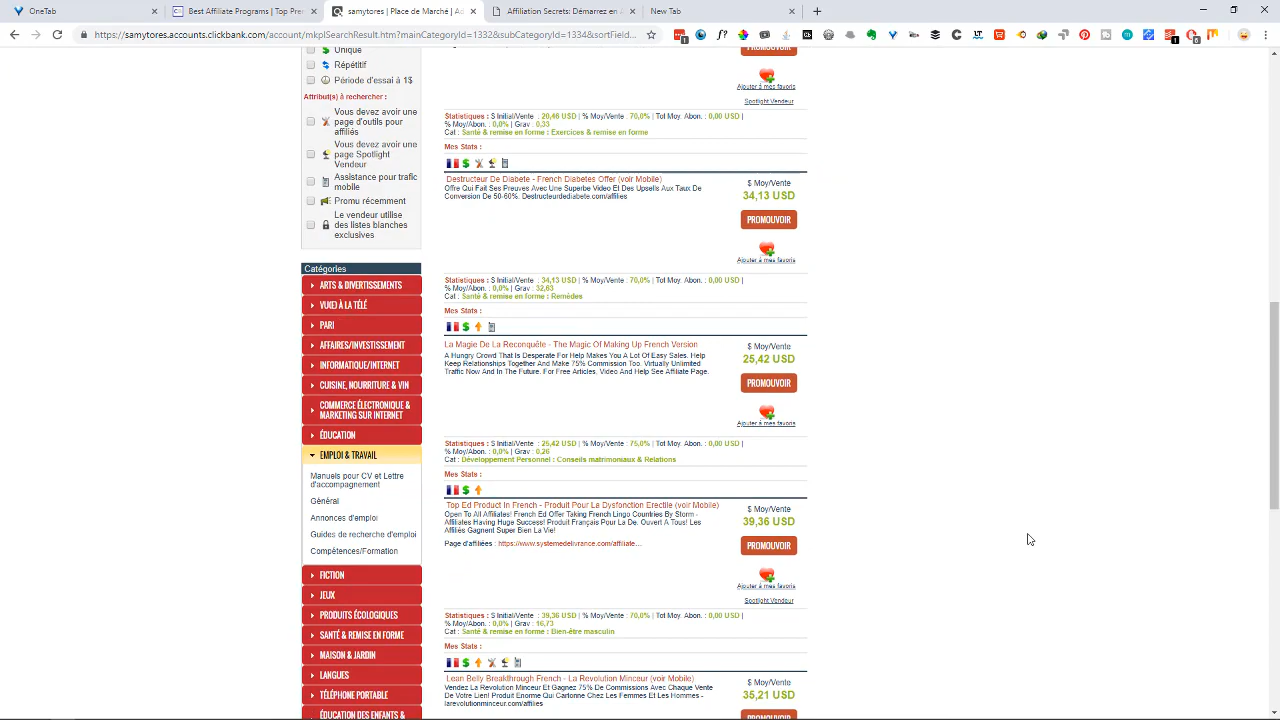 OneTab
Best Affiliate Programs | Top Pre
samytores | Place de Marché | Ad
Affiliation Secrets: Démarez en A
New Tab
https://samytores.accounts.clickbank.com/account/mkplSearchResult.htm?mainCategoryId=1332&subCategoryId=1334&sortField...
Unique
Répétitif
Période d'essai à 1$
Attribut(s) à rechercher :
Vous devez avoir une
page d'outils pour
affiliés
Vous devez avoir une
page Spotlight
Vendeur
Assistance pour trafic
mobile
Promu récemment
Le vendeur utilise
des listes blanches
exclusives
Catégories
ARTS & DIVERTISSEMENTS
VU(E) À LA TÉLÉ
PARI
AFFAIRES/INVESTISSEMENT
INFORMATIQUE/INTERNET
CUISINE, NOURRITURE & VIN
COMMERCE ÉLECTRONIQUE &
MARKETING SUR INTERNET
ÉDUCATION
EMPLOI & TRAVAIL
Manuels pour CV et Lettre
d'accompagnement
Général
Annonces d'emploi
Guides de recherche d'emploi
Compétences/Formation
FICTION
JEUX
PRODUITS ÉCOLOGIQUES
SANTÉ & REMISE EN FORME
MAISON & JARDIN
LANGUES
TÉLÉPHONE PORTABLE
ÉDUCATION DES ENFANTS &
PROMOUVOIR
Ajouter à mes favoris
Spotlight Vendeur
Statistiques : $ Initial/Vente : 20,46 USD | % Moy/Vente : 70,0% | Tot Moy. Abon. : 0,00 USD |
% Moy/Abon. : 0,0% | Grav : 0,33
Cat : Santé & remise en forme : Exercices & remise en forme
Mes Stats :
Destructeur De Diabete - French Diabetes Offer (voir Mobile)
Offre Qui Fait Ses Preuves Avec Une Superbe Video Et Des Upsells Aux Taux De
Conversion De 50-60%. Destructeurdediabete.com/affilies
$ Moy/Vente
34,13 USD
PROMOUVOIR
Ajouter à mes favoris
Statistiques : $ Initial/Vente : 34,13 USD | % Moy/Vente : 70,0% | Tot Moy. Abon. : 0,00 USD |
% Moy/Abon. : 0,0% | Grav : 32,63
Cat : Santé & remise en forme : Remèdes
Mes Stats :
La Magie De La Reconquête - The Magic Of Making Up French Version
A Hungry Crowd That Is Desperate For Help Makes You A Lot Of Easy Sales. Help
Keep Relationships Together And Make 75% Commission Too. Virtually Unlimited
Traffic Now And In The Future. For Free Articles, Video And Help See Affiliate Page.
$ Moy/Vente
25,42 USD
PROMOUVOIR
Ajouter à mes favoris
Statistiques : $ Initial/Vente : 25,42 USD | % Moy/Vente : 75,0% | Tot Moy. Abon. : 0,00 USD |
% Moy/Abon. : 0,0% | Grav : 0,26
Cat : Développement Personnel : Conseils matrimoniaux & Relations
Mes Stats :
Top Ed Product In French - Produit Pour La Dysfonction Erectile (voir Mobile)
Open To All Affiliates! French Ed Offer Taking French Lingo Countries By Storm -
Affiliates Having Huge Success! Produit Français Pour La De. Ouvert A Tous! Les
Affiliés Gagnent Super Bien La Vie!
Page d'affiliées : https://www.systemedelivrance.com/affiliate...
$ Moy/Vente
39,36 USD
PROMOUVOIR
Ajouter à mes favoris
Spotlight Vendeur
Statistiques : $ Initial/Vente : 39,36 USD | % Moy/Vente : 70,0% | Tot Moy. Abon. : 0,00 USD |
% Moy/Abon. : 0,0% | Grav : 16,73
Cat : Santé & remise en forme : Bien-être masculin
Mes Stats :
Lean Belly Breakthrough French - La Revolution Minceur (voir Mobile)
Vendez La Revolution Minceur Et Gagnez 75% De Commissions Avec Chaque Vente
De Votre Lien! Produit Enorme Qui Cartonne Chez Les Femmes Et Les Hommes -
larevolutionminceur.com/affilies
$ Moy/Vente
35,21 USD
PROMOUVOIR